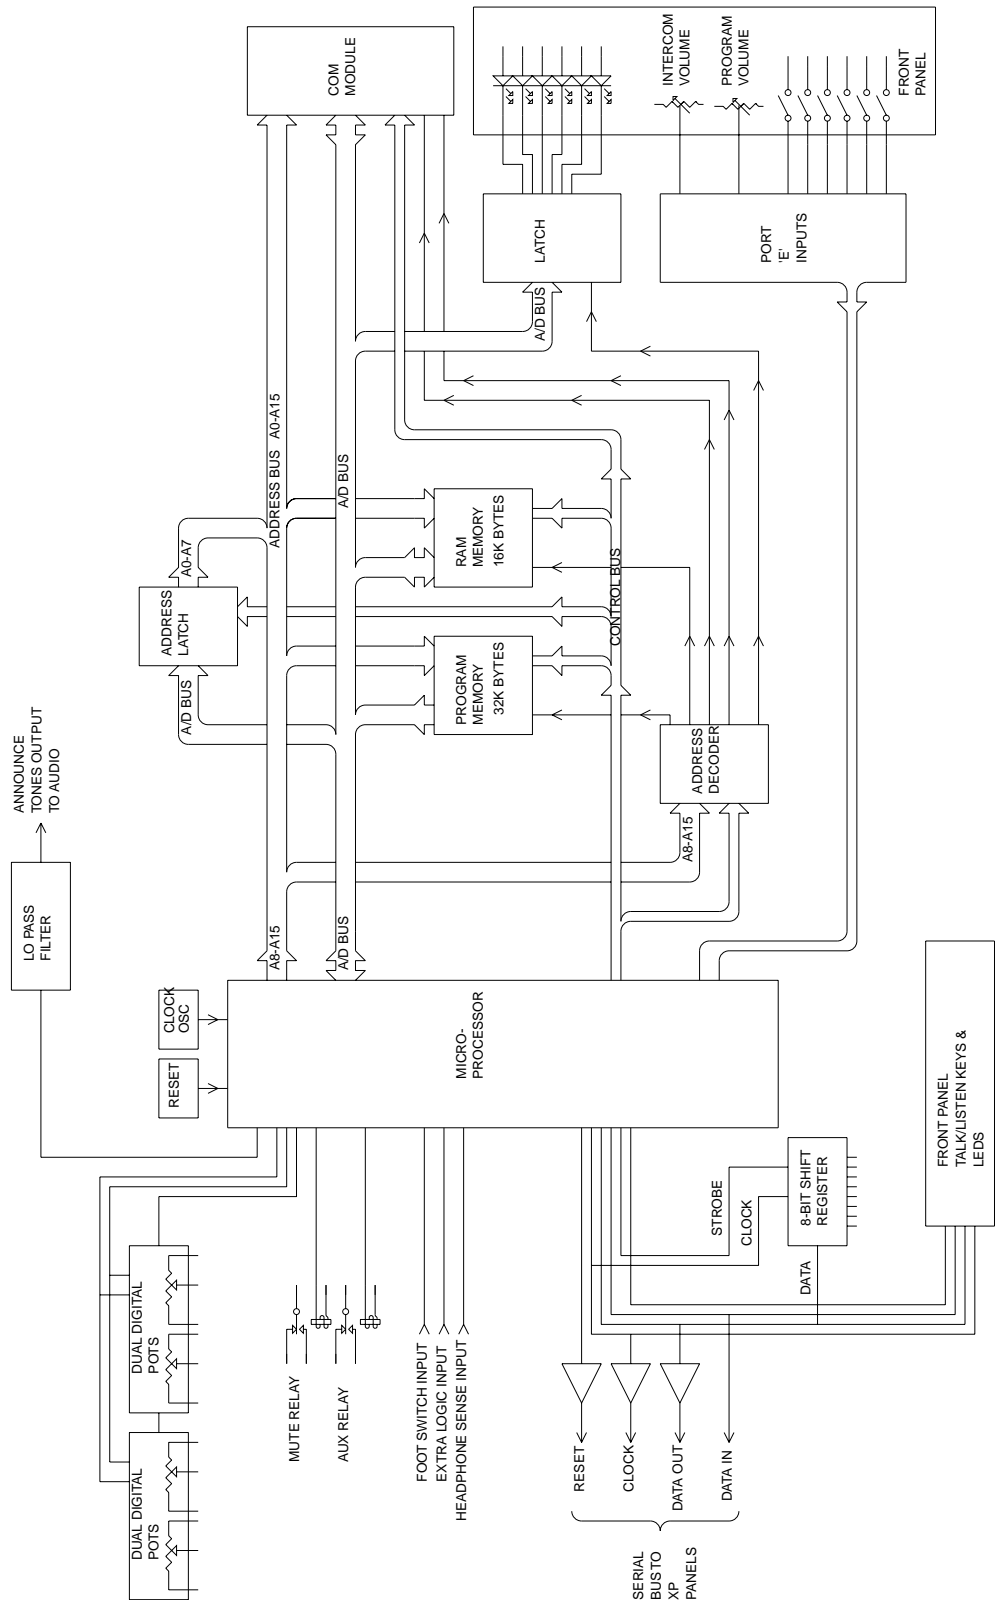 ANNOUNCE
TONES OUTPUT
TO AUDIO
LO PASS
FILTER
COM
MODULE
INTERCOM
VOLUME
PROGRAM
VOLUME
FRONT
PANEL
LATCH
PORT
'E'
INPUTS
A/D BUS
ADDRESS BUS A0-A15
A/D BUS
A0-A7
ADDRESS
LATCH
A/D BUS
RAM
MEMORY
16K BYTES
PROGRAM
MEMORY
32K BYTES
CONTROL BUS
ADDRESS
DECODER
A8-A15
A8-A15
A/D BUS
CLOCK
OSC
RESET
MICRO-
PROCESSOR
DUAL DIGITAL
POTS
DUAL DIGITAL
POTS
MUTE RELAY
AUX RELAY
FOOT SWITCH INPUT
EXTRA LOGIC INPUT
HEADPHONE SENSE INPUT
STROBE
CLOCK
DATA
8-BIT SHIFT
REGISTER
FRONT PANEL
TALK/LISTEN KEYS &
LEDS
RESET
CLOCK
DATA OUT
DATA IN
SERIAL
BUS TO
XP
PANELS